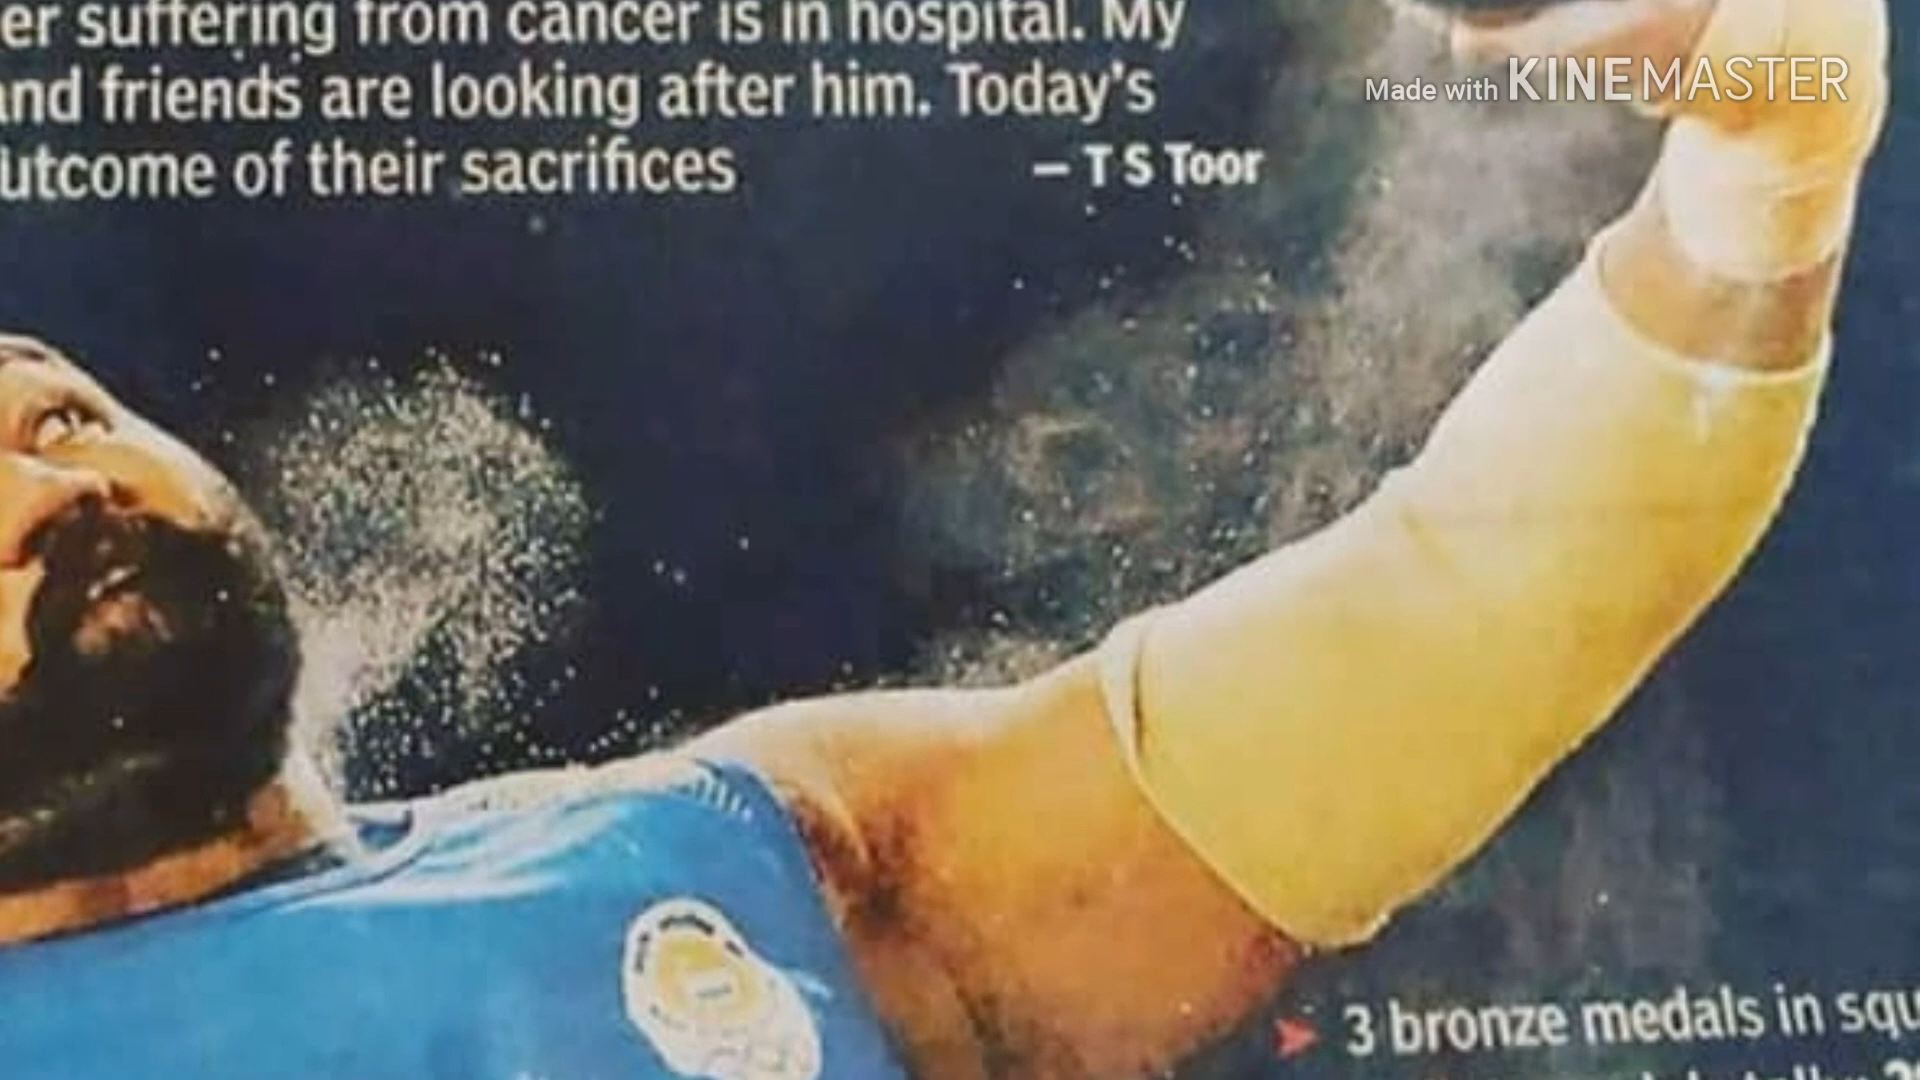 er suffering from cancer is in hospital. My
and friends are looking after him. Today's
utcome of their sacrifices
– T S Toor
Made with KINEMASTER
3 bronze medals in squ